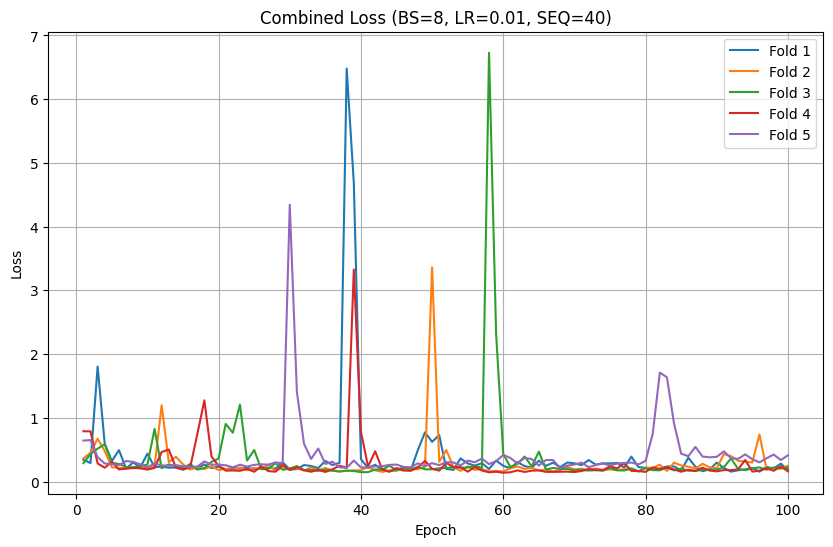 Combined Loss (BS=8, LR=0.01, SEQ=40)
Loss
7
6
5
4
3
2
1
0
Fold 1
Fold 2
Fold 3
Fold 4
Fold 5
0 20 40 60 80 100
Epoch